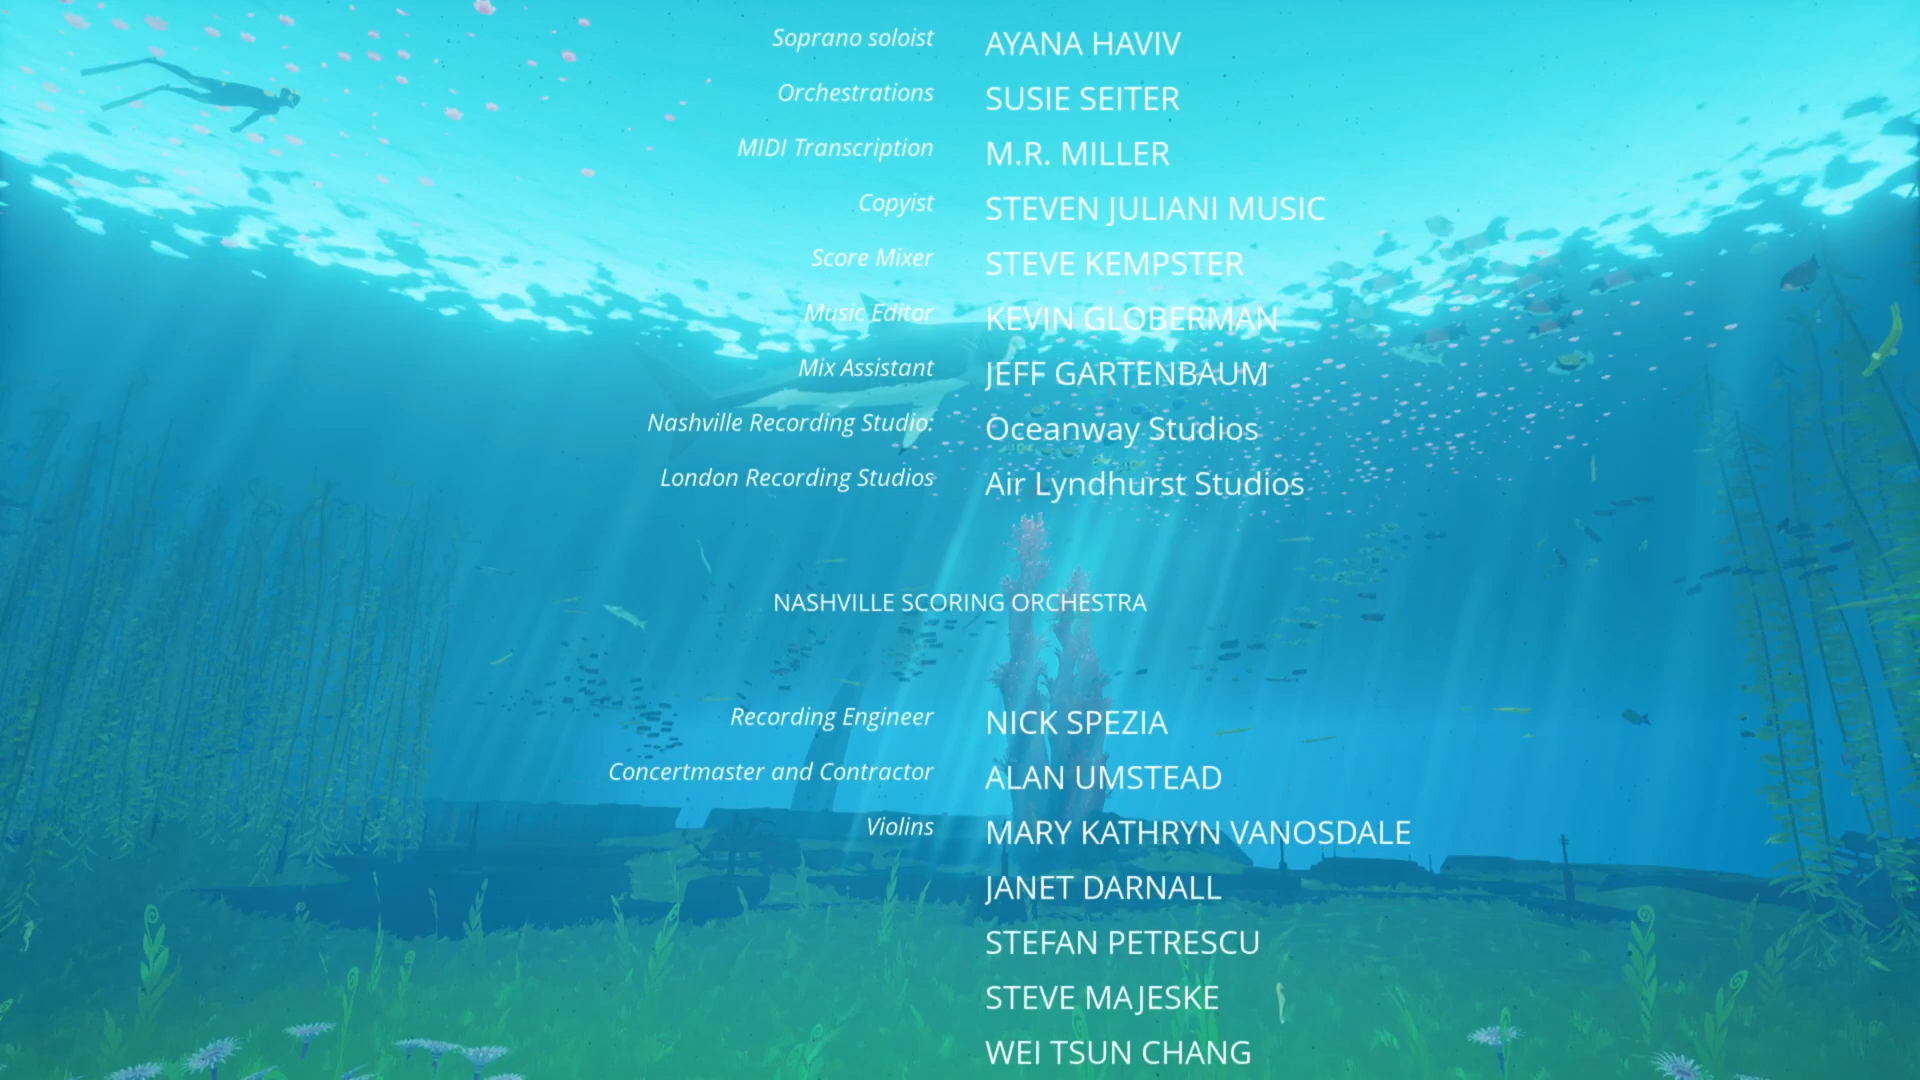 Soprano soloist AYANA HAVIV
Orchestrations SUSIE SEITER
MIDI Transcription M.R. MILLER
Copyist STEVEN JULIANI MUSIC
Score Mixer STEVE KEMPSTER
Music Editor KEVIN GLOBERMAN
Mix Assistant JEFF GARTENBAUM
Nashville Recording Studio: Oceanway Studios
London Recording Studios Air Lyndhurst Studios
NASHVILLE SCORING ORCHESTRA
Recording Engineer NICK SPEZIA
Concertmaster and Contractor ALAN UMSTEAD
Violins MARY KATHRYN VANOSDALE
JANET DARNALL
STEFAN PETRESCU
STEVE MAJESKE
WEI TSUN CHANG